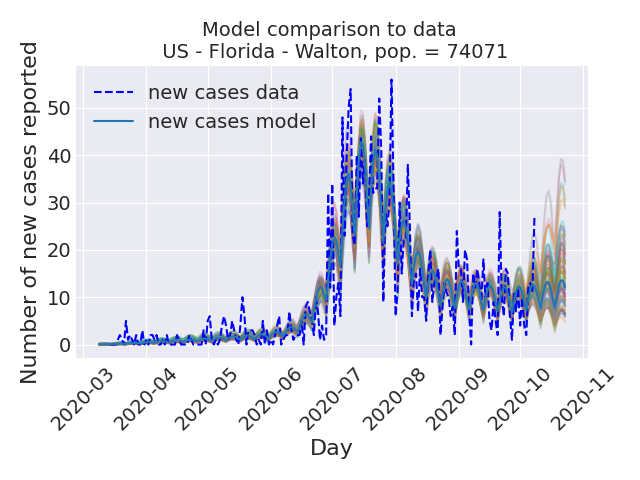 Model comparison to data
US - Florida - Walton, pop. = 74071
new cases data
new cases model
Number of new cases reported
50
40
30
20
10
0
2020-03
2020-04
2020-05
2020-06
2020-07
2020-08
2020-09
2020-10
2020-11
Day